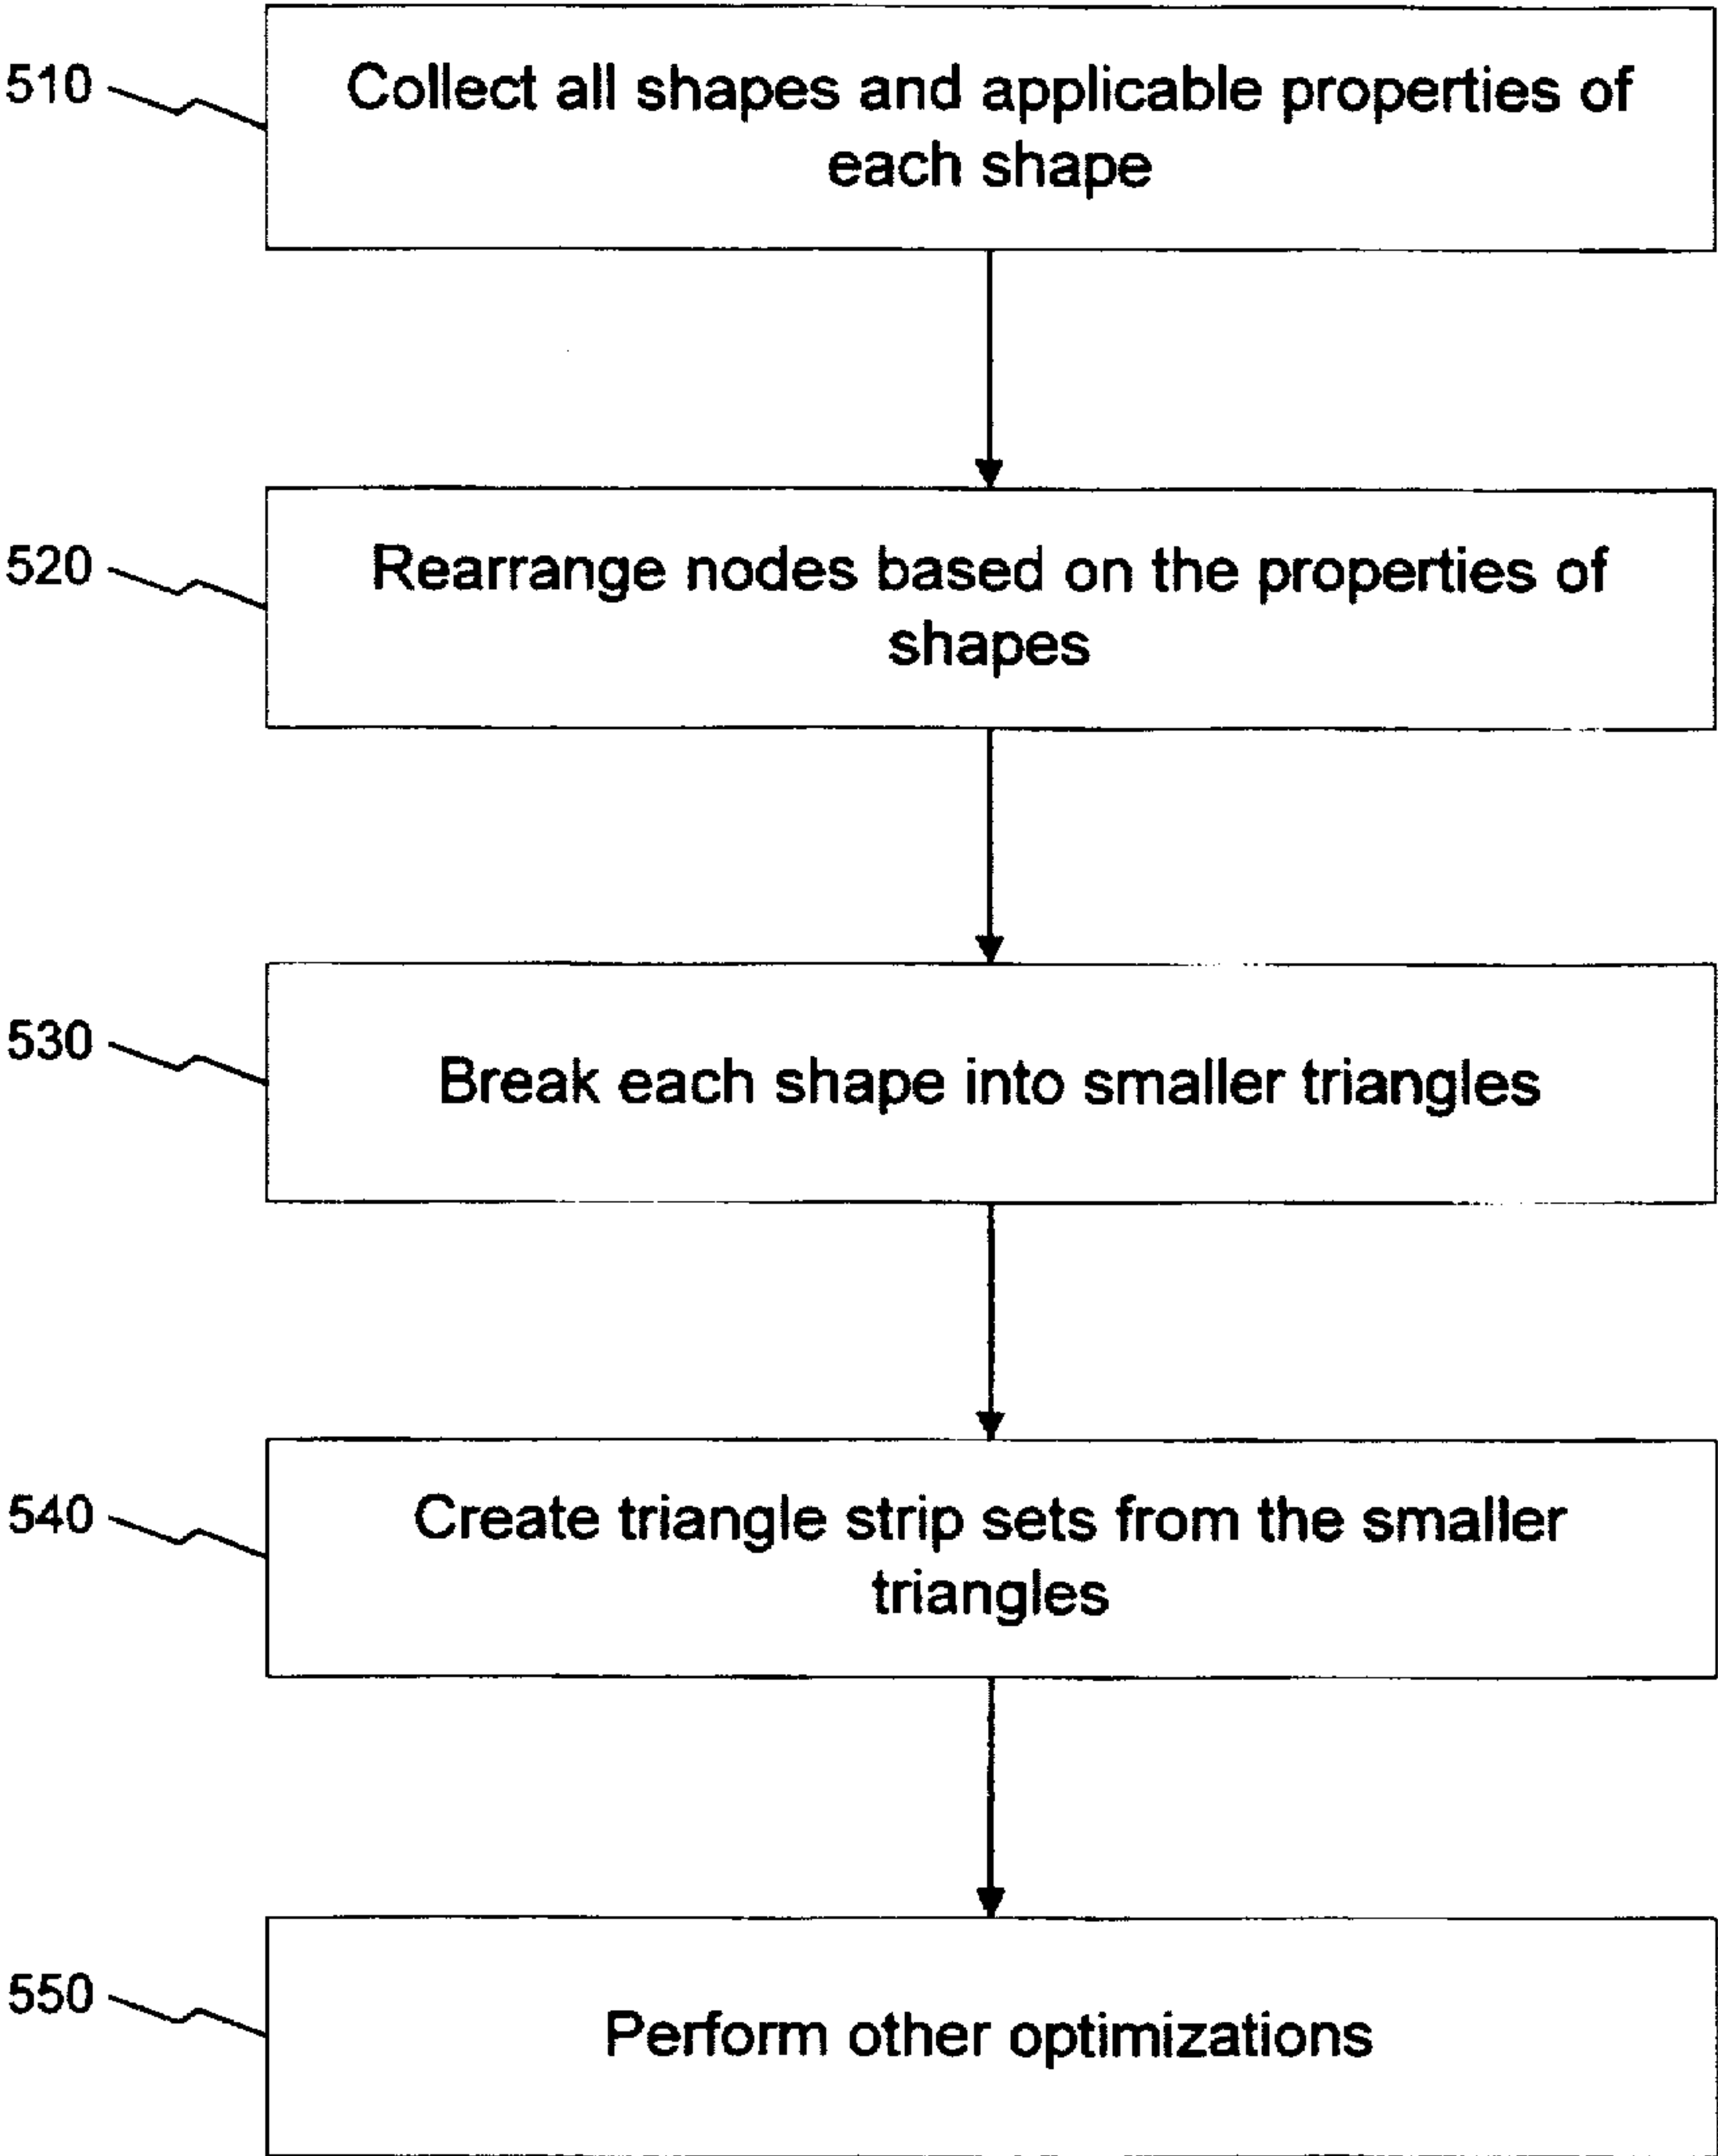 510
Collect all shapes and applicable properties of
each shape
520
Rearrange nodes based on the properties of
shapes
530
Break each shape into smaller triangles
540
Create triangle strip sets from the smaller
triangles
550
Perform other optimizations